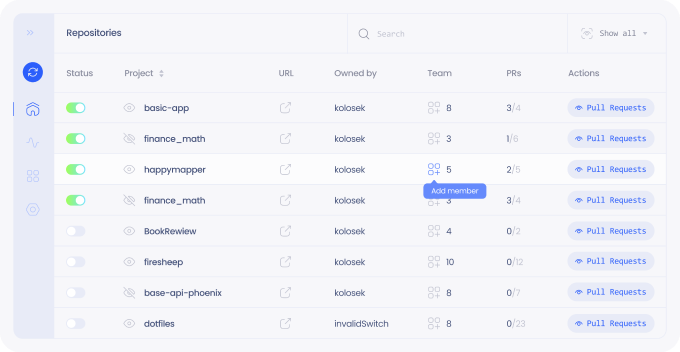 Repositories Search Show all
Status Project URL Owned by Team PRs Actions
basic-app kolosek 8 3/4 Pull Requests
finance_math kolosek 3 1/6 Pull Requests
happymapper kolosek 5 2/5 Pull Requests
Add member
finance_math kolosek 3 3/4 Pull Requests
BookRewiew kolosek 4 0/2 Pull Requests
firesheep kolosek 10 0/12 Pull Requests
base-api-phoenix kolosek 8 0/7 Pull Requests
dotfiles invalidSwitch 8 0/23 Pull Requests